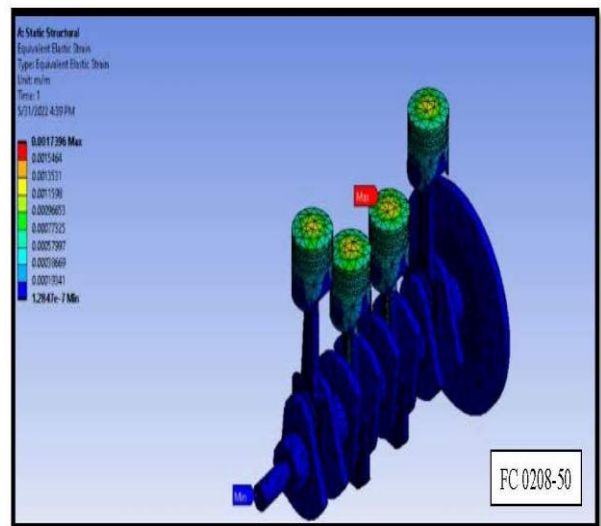 A: Static Structural
Equivalent Elastic Strain
Type: Equivalent Elastic Strain
Unit: m/m
Time: 1
5/31/2022 4:39 PM
0.0017396 Max
0.0015464
0.0013531
0.0011598
0.00096653
0.00077325
0.00057997
0.00038669
0.00019341
1.2847e-7 Min
Max
Min
FC 0208-50